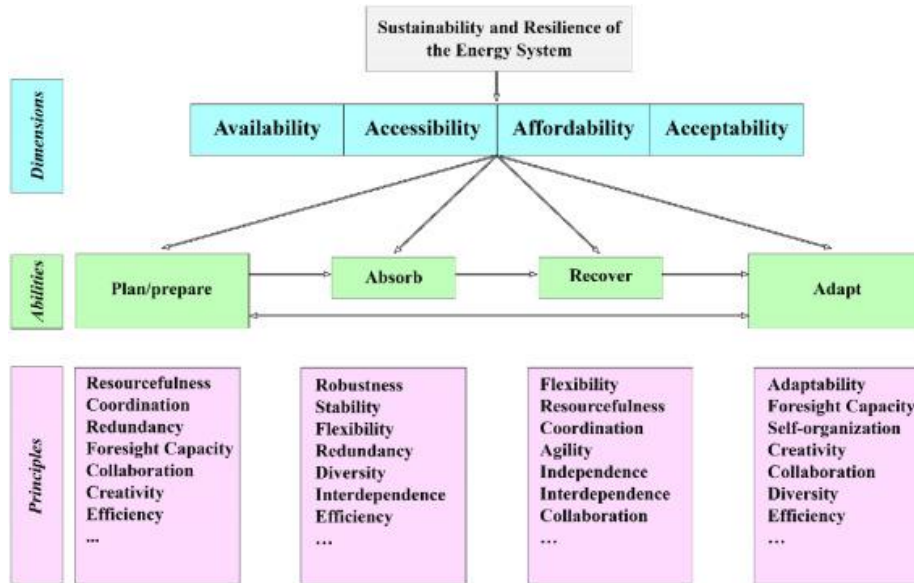 Sustainability and Resilience of
the Energy System
Dimensions
Availability
Accessibility
Affordability
Acceptability
Abilities
Plan/prepare
Absorb
Recover
Adapt
Principles
Resourcefulness
Coordination
Redundancy
Foresight Capacity
Collaboration
Creativity
Efficiency
...
Robustness
Stability
Flexibility
Redundancy
Diversity
Interdependence
Efficiency
…
Flexibility
Resourcefulness
Coordination
Agility
Independence
Interdependence
Collaboration
…
Adaptability
Foresight Capacity
Self-organization
Creativity
Collaboration
Diversity
Efficiency
…